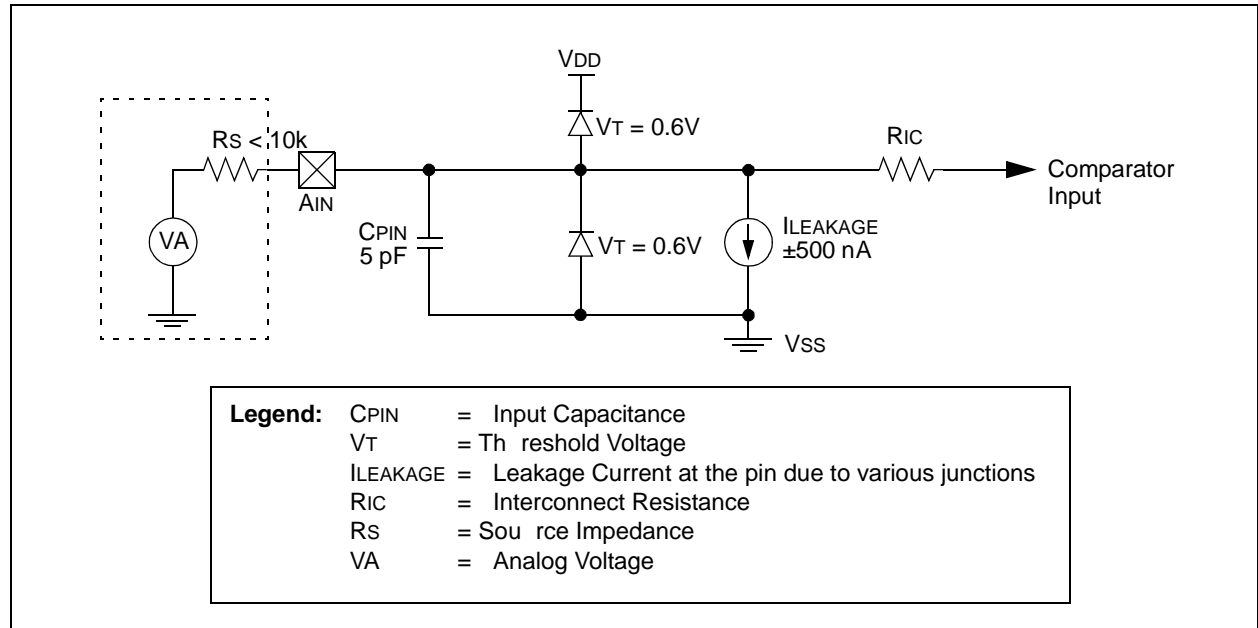 VDD
VT = 0.6V
RS < 10k
RIC
AIN
Comparator
Input
CPIN
5 pF
VA
VT = 0.6V
ILEAKAGE
±500 nA
VSS
Legend: CPIN = Input Capacitance
VT = Th reshold Voltage
ILEAKAGE = Leakage Current at the pin due to various junctions
RIC = Interconnect Resistance
RS = Sou rce Impedance
VA = Analog Voltage